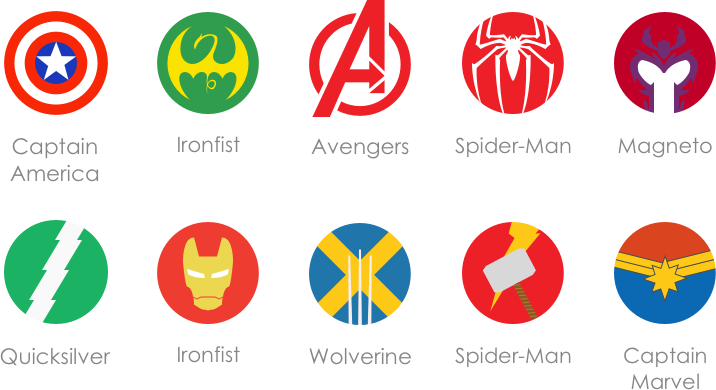 Captain
America
Ironfist
Avengers
Spider-Man
Magneto
Quicksilver
Ironfist
Wolverine
Spider-Man
Captain
Marvel